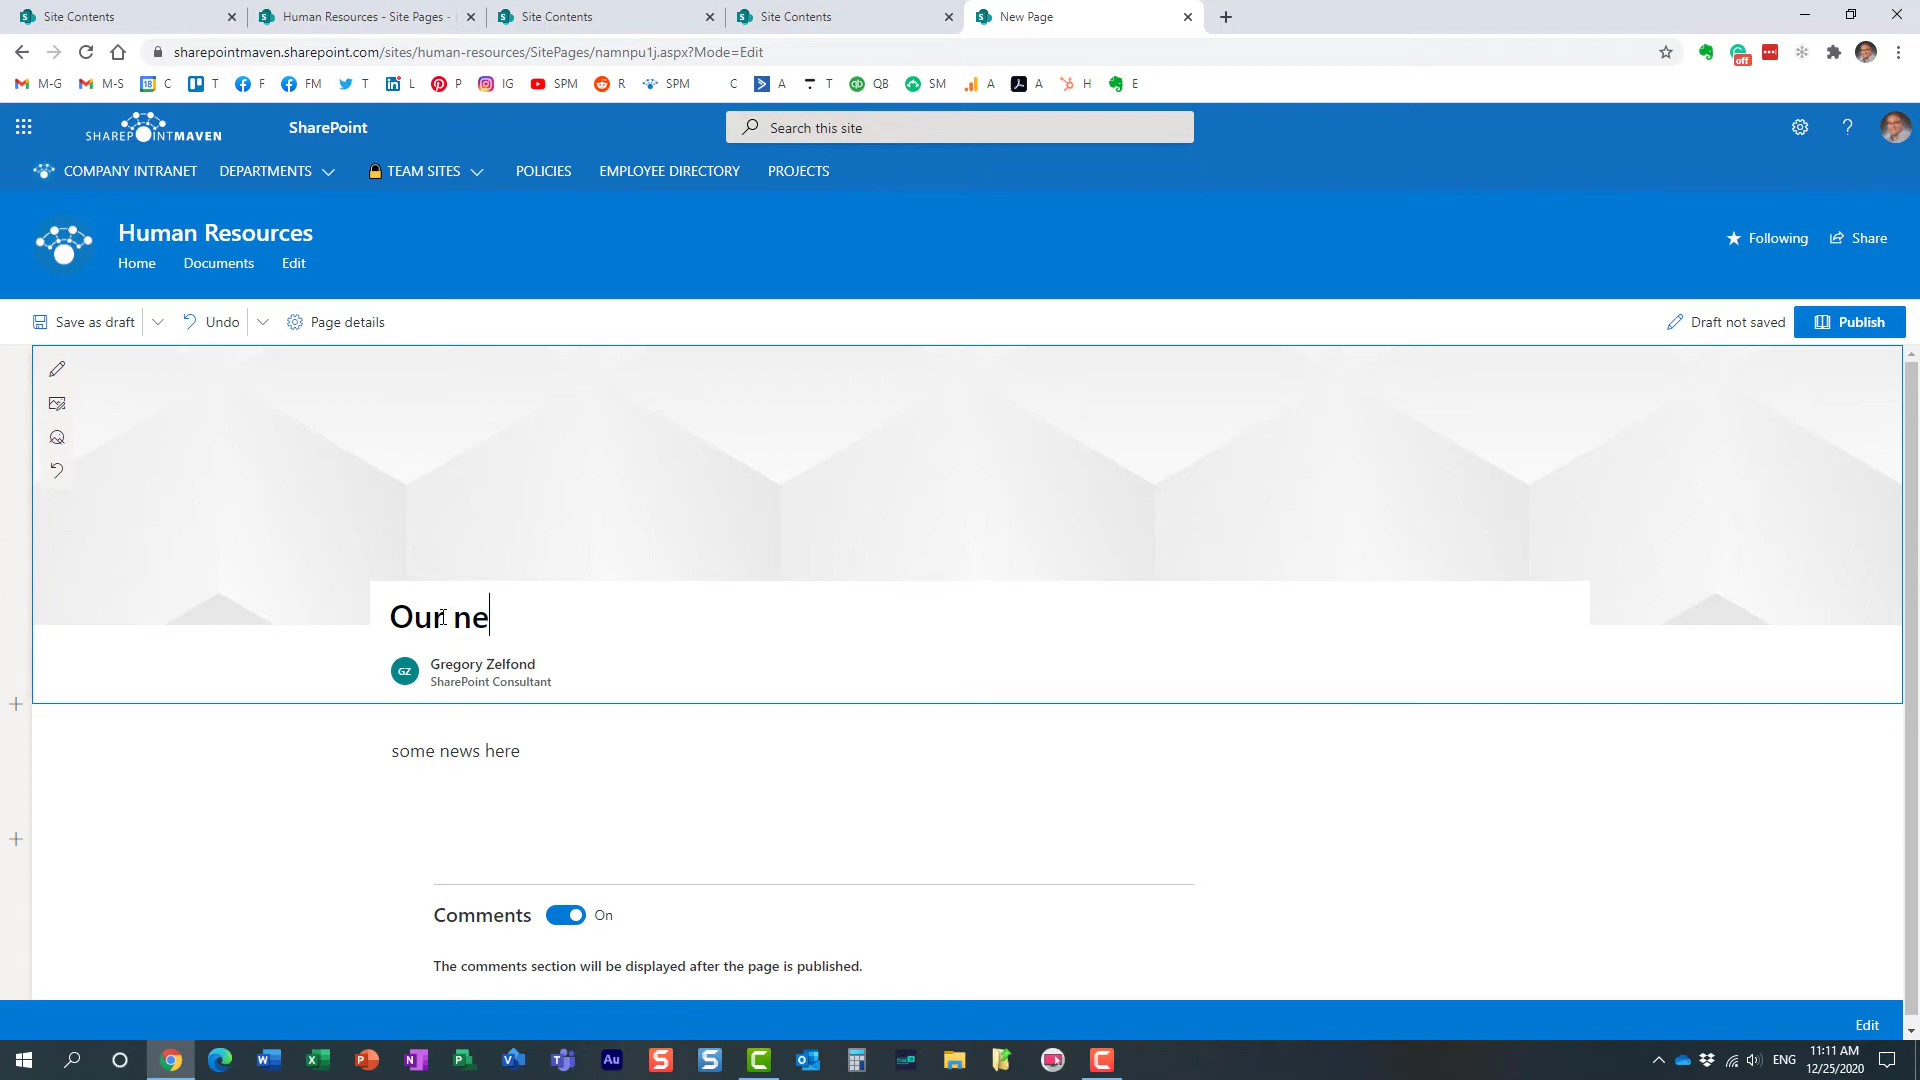 Site Contents
Human Resources - Site Pages -
Site Contents
Site Contents
New Page
sharepointmaven.sharepoint.com/sites/human-resources/SitePages/namnpu1j.aspx?Mode=Edit
off
M-G
M-S
C
T
F
FM
T
L
P
IG
SPM
R
SPM
C
A
T
QB
SM
A
A
H
E
SHAREPOINTMAVEN
SharePoint
Search this site
COMPANY INTRANET
DEPARTMENTS
TEAM SITES
POLICIES
EMPLOYEE DIRECTORY
PROJECTS
Human Resources
Home
Documents
Edit
Following
Share
Save as draft
Undo
Page details
Draft not saved
Publish
Our ne
GZ
Gregory Zelfond
SharePoint Consultant
some news here
Comments
On
The comments section will be displayed after the page is published.
Edit
ENG
11:11 AM
12/25/2020